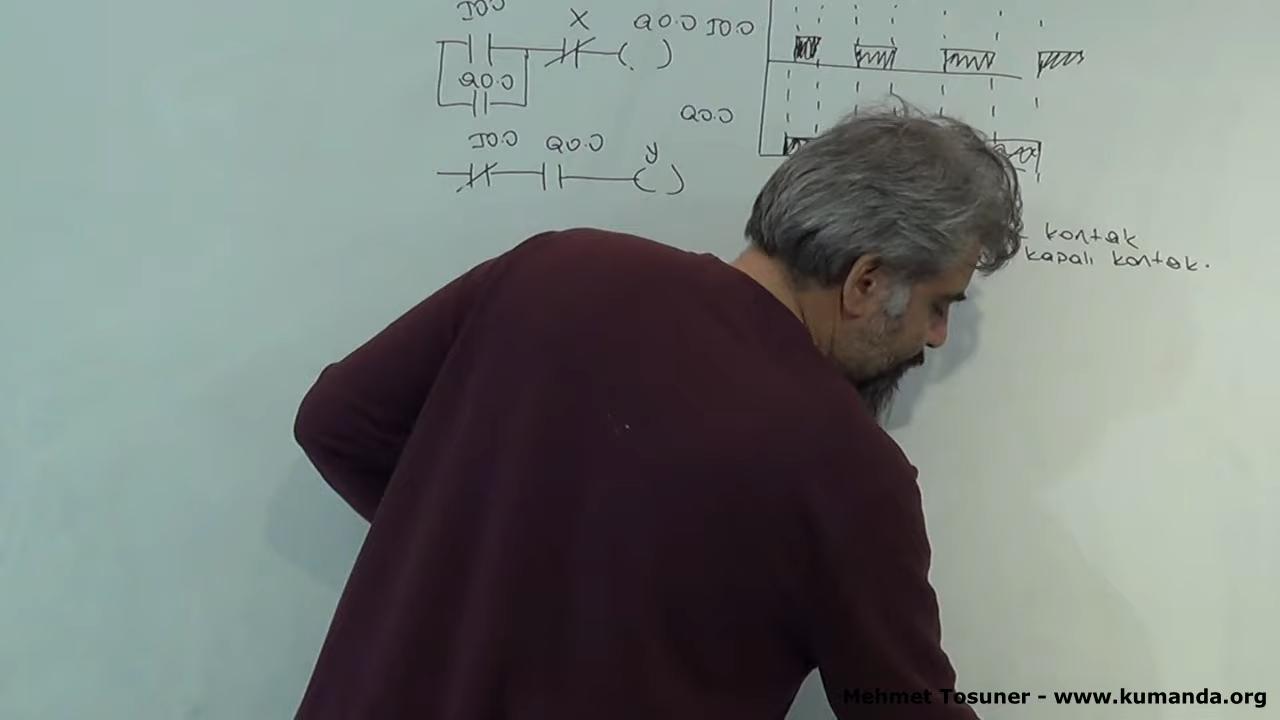 I0.0
X Q0.0 I0.0
Q0.0
Q0.0
I0.0 Q0.0 y
kontak
kapalı kontak.
Mehmet Tosuner - www.kumanda.org